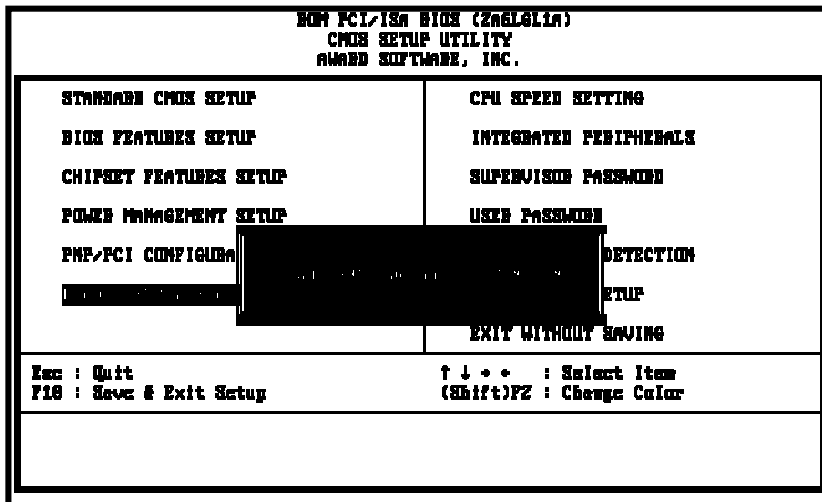 ROM PCI/ISA BIOS (2A6LGL1A)
CMOS SETUP UTILITY
AWARD SOFTWARE, INC.
STANDARD CMOS SETUP
BIOS FEATURES SETUP
CHIPSET FEATURES SETUP
POWER MANAGEMENT SETUP
PNP/PCI
CPU SPEED SETTING
INTEGRATED PERIPHERALS
SUPERVISOR PASSWORD
USER PASSWORD
DETECTION
EXIT WITHOUT SAVING
Esc : Quit
F10 : Save & Exit Setup
↑ ↓ → ← : Select Item
(Shift)F2 : Change Color